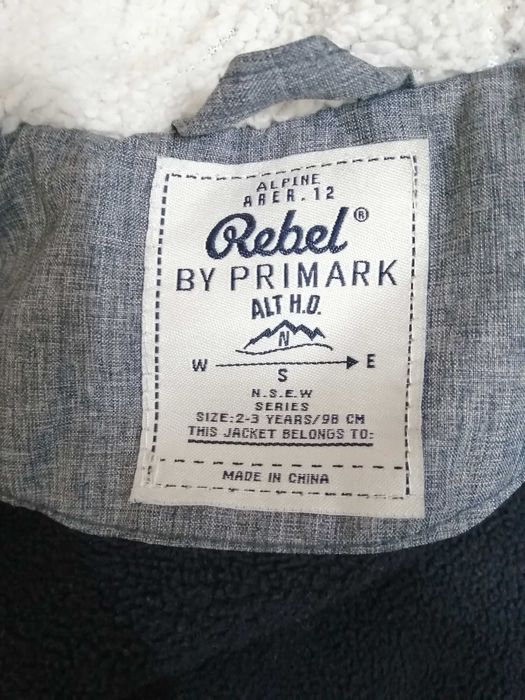 ALPINE
ARER.12
Rebel®
BY PRIMARK
ALT H.O.
N
W E
S
N.S.E.W
SERIES
SIZE:2-3 YEARS/98 CM
THIS JACKET BELONGS TO:
MADE IN CHINA